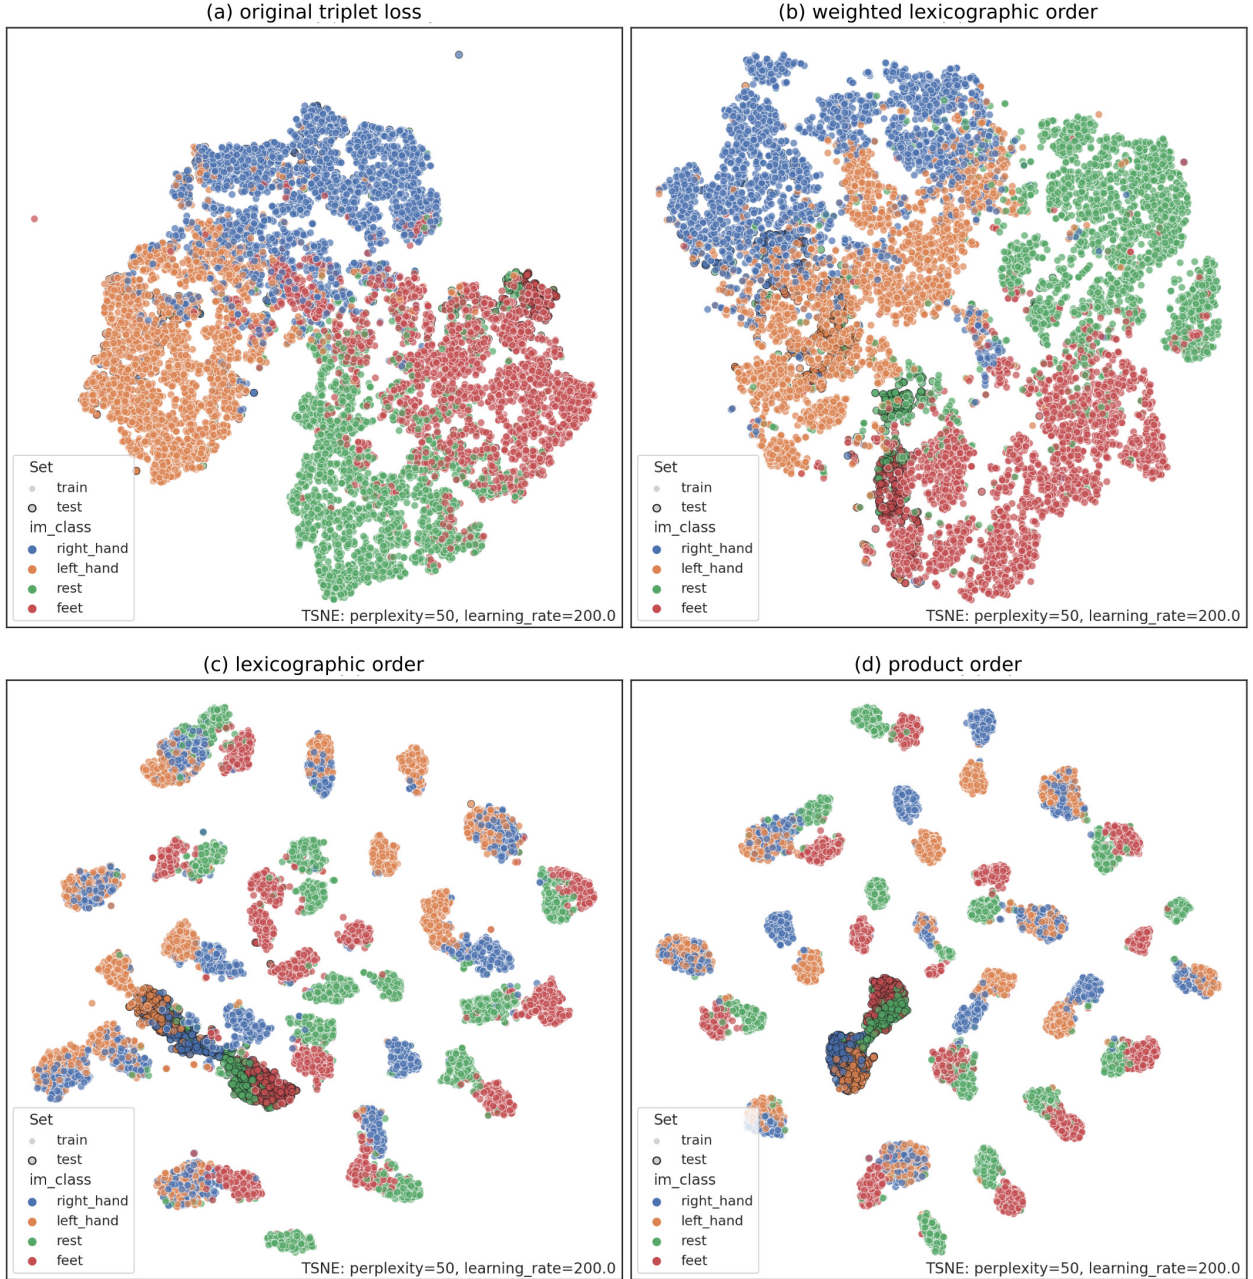 (a) original triplet loss
Set
train
test
im_class
right_hand
left_hand
rest
feet
TSNE: perplexity=50, learning_rate=200.0
(b) weighted lexicographic order
Set
train
test
im_class
right_hand
left_hand
rest
feet
TSNE: perplexity=50, learning_rate=200.0
(c) lexicographic order
Set
train
test
im_class
right_hand
left_hand
rest
feet
TSNE: perplexity=50, learning_rate=200.0
(d) product order
Set
train
test
im_class
right_hand
left_hand
rest
feet
TSNE: perplexity=50, learning_rate=200.0